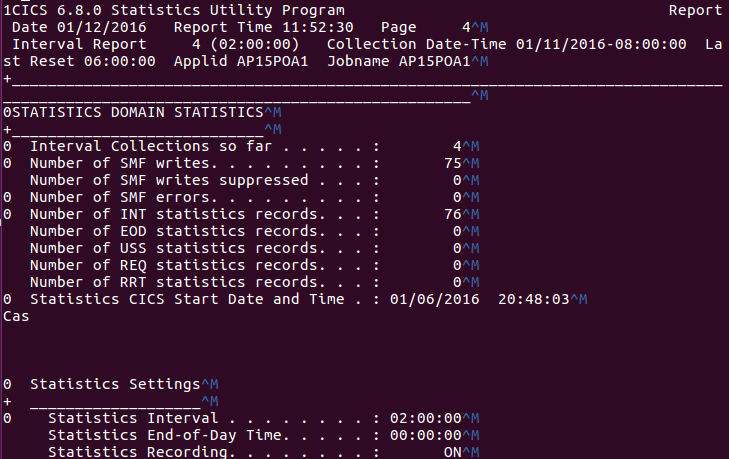 1CICS 6.8.0 Statistics Utility Program                                    Report
 Date 01/12/2016   Report Time 11:52:30   Page     4^M
 Interval Report     4 (02:00:00)   Collection Date-Time 01/11/2016-08:00:00  La
st Reset 06:00:00  Applid AP15POA1  Jobname AP15POA1^M
+_______________________________________________________________________________
____________________________________________________^M
0STATISTICS DOMAIN STATISTICS^M
+____________________________^M
0  Interval Collections so far . . . . . :        4^M
0  Number of SMF writes. . . . . . . . . :       75^M
   Number of SMF writes suppressed . . . :        0^M
0  Number of SMF errors. . . . . . . . . :        0^M
0  Number of INT statistics records. . . :       76^M
   Number of EOD statistics records. . . :        0^M
   Number of USS statistics records. . . :        0^M
   Number of REQ statistics records. . . :        0^M
   Number of RRT statistics records. . . :        0^M
0  Statistics CICS Start Date and Time . : 01/06/2016  20:48:03^M
Cas
0  Statistics Settings^M
+  ___________________^M
0    Statistics Interval . . . . . . . . : 02:00:00^M
     Statistics End-of-Day Time. . . . . : 00:00:00^M
     Statistics Recording. . . . . . . . :       ON^M